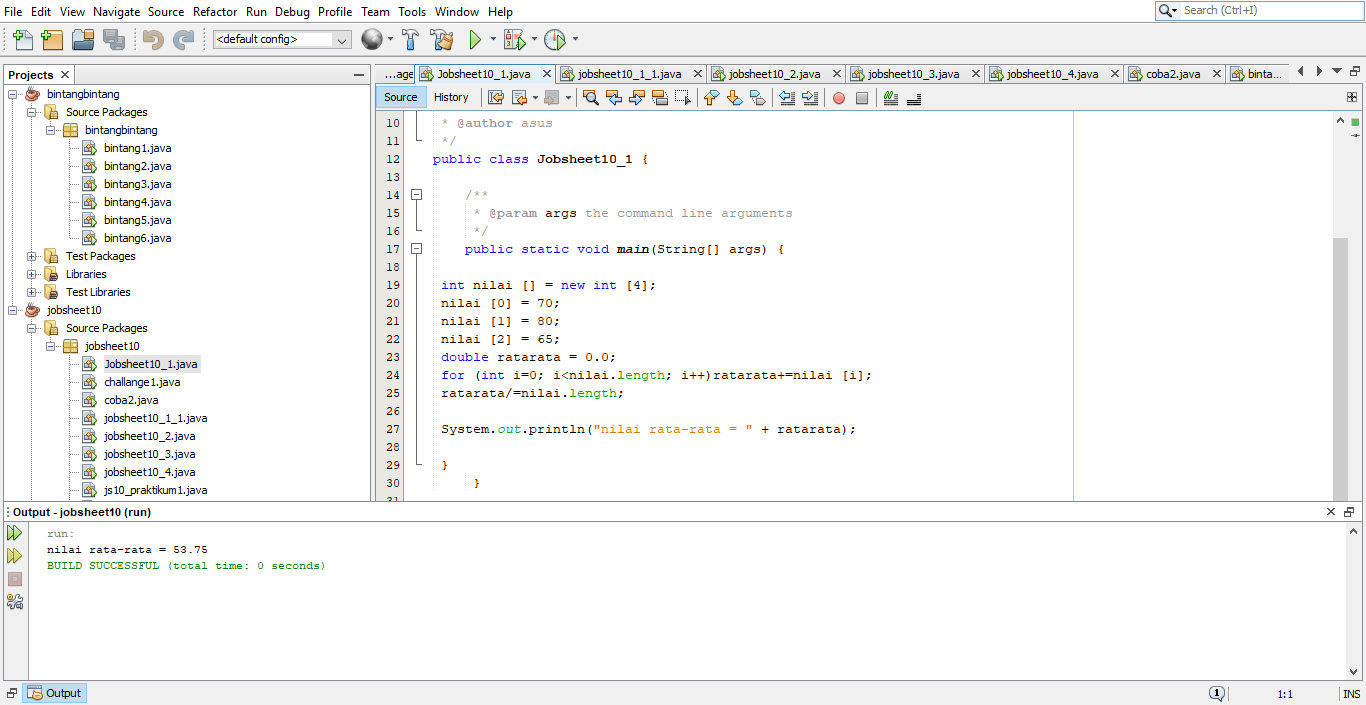 File Edit View Navigate Source Refactor Run Debug Profile Team Tools Window Help
Search (Ctrl+I)
<default config>
Projects
bintangbintang
Source Packages
bintangbintang
bintang1.java
bintang2.java
bintang3.java
bintang4.java
bintang5.java
bintang6.java
Test Packages
Libraries
Test Libraries
jobsheet10
Source Packages
jobsheet10
Jobsheet10_1.java
challange1.java
coba2.java
jobsheet10_1_1.java
jobsheet10_2.java
jobsheet10_3.java
jobsheet10_4.java
js10_praktikum1.java
...age Jobsheet10_1.java jobsheet10_1_1.java jobsheet10_2.java jobsheet10_3.java jobsheet10_4.java coba2.java binta...
Source History
10 * @author asus
11 */
12 public class Jobsheet10_1 {
13
14 /**
15 * @param args the command line arguments
16 */
17 public static void main(String[] args) {
18
19 int nilai [] = new int [4];
20 nilai [0] = 70;
21 nilai [1] = 80;
22 nilai [2] = 65;
23 double ratarata = 0.0;
24 for (int i=0; i<nilai.length; i++)ratarata+=nilai [i];
25 ratarata/=nilai.length;
26
27 System.out.println("nilai rata-rata = " + ratarata);
28
29 }
30 }
31
Output - jobsheet10 (run)
run:
nilai rata-rata = 53.75
BUILD SUCCESSFUL (total time: 0 seconds)
Output
1
1:1
INS